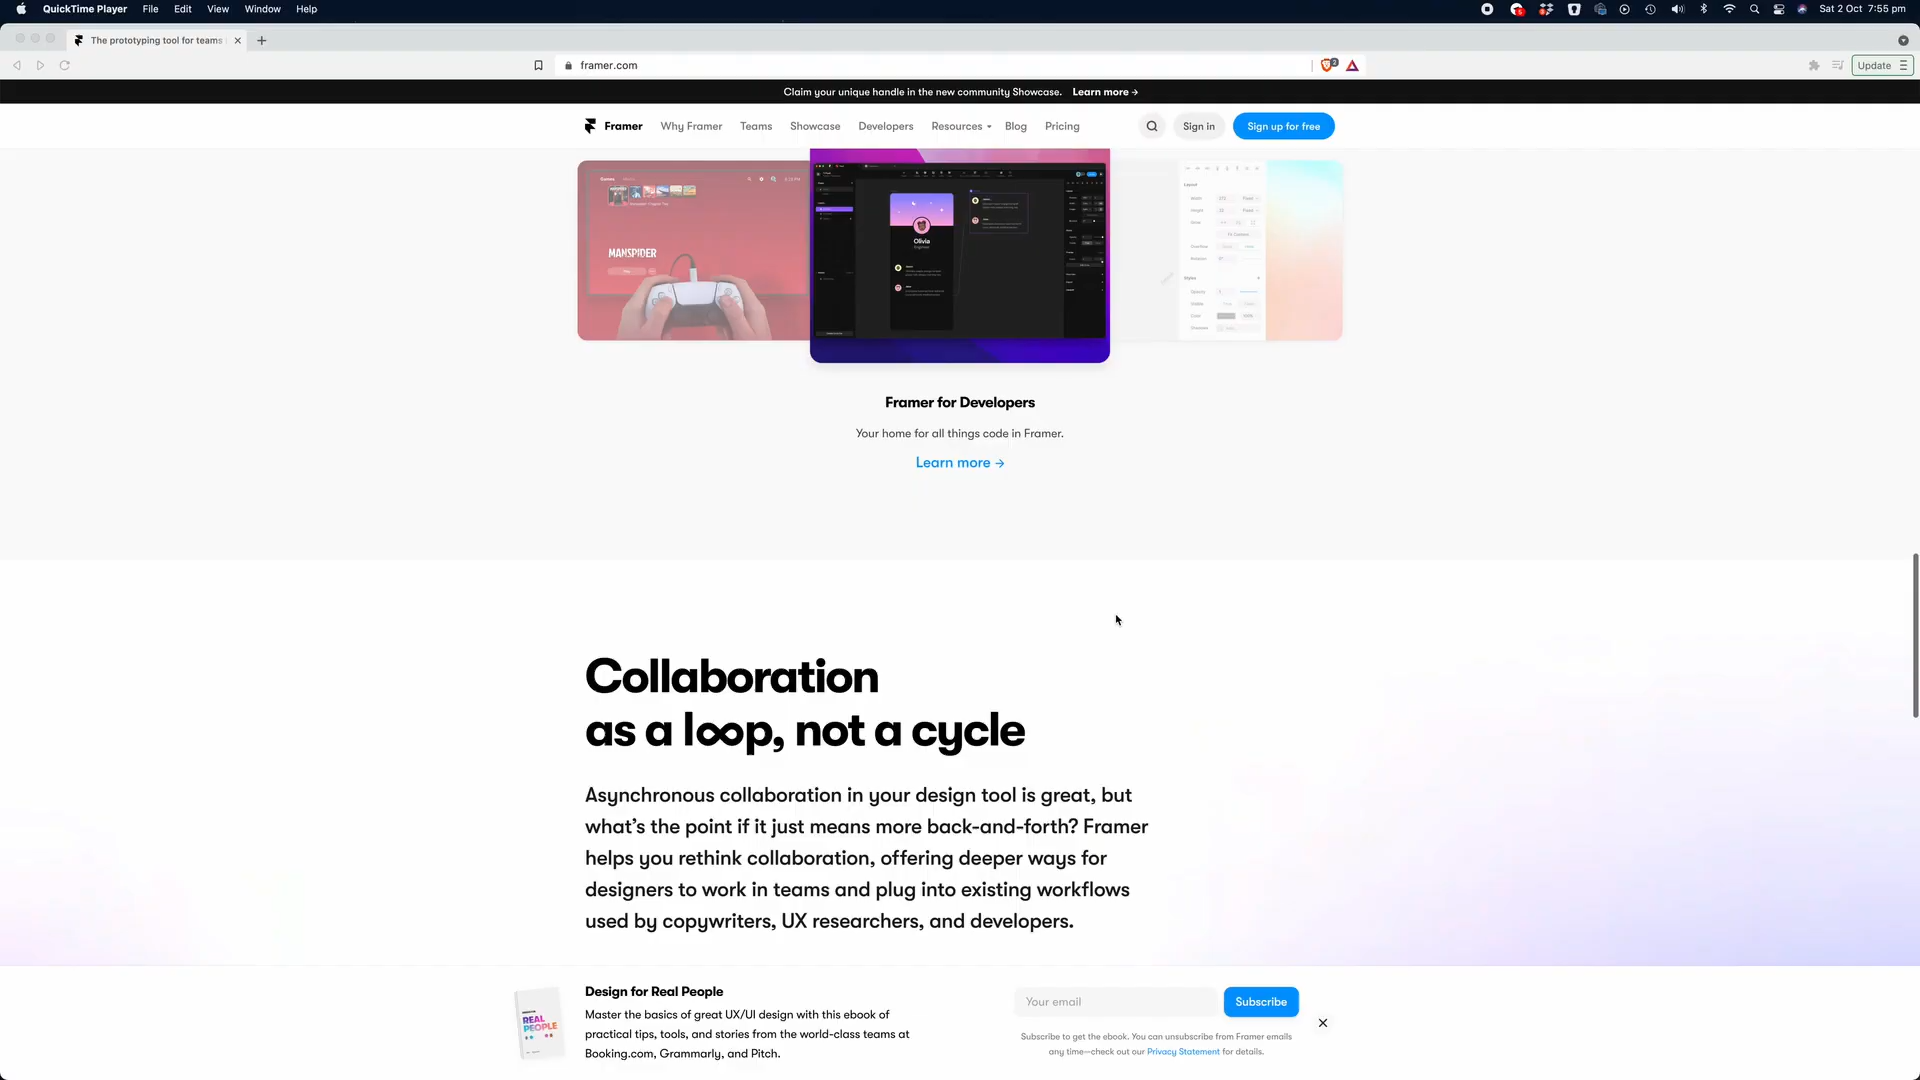 QuickTime Player File Edit View Window Help
Sat 2 Oct 7:55 pm
The prototyping tool for teams
framer.com
Update
Claim your unique handle in the new community Showcase. Learn more →
Framer Why Framer Teams Showcase Developers Resources Blog Pricing Sign in Sign up for free
MANSPIDER
Olivia
Engineer
Layout
Width
Height
Styles
Opacity
Visible
Color
Framer for Developers
Your home for all things code in Framer.
Learn more →
Collaboration
as a loop, not a cycle
Asynchronous collaboration in your design tool is great, but
what’s the point if it just means more back-and-forth? Framer
helps you rethink collaboration, offering deeper ways for
designers to work in teams and plug into existing workflows
used by copywriters, UX researchers, and developers.
REAL
PEOPLE
Design for Real People
Master the basics of great UX/UI design with this ebook of
practical tips, tools, and stories from the world-class teams at
Booking.com, Grammarly, and Pitch.
Your email
Subscribe
Subscribe to get the ebook. You can unsubscribe from Framer emails
any time—check out our Privacy Statement for details.